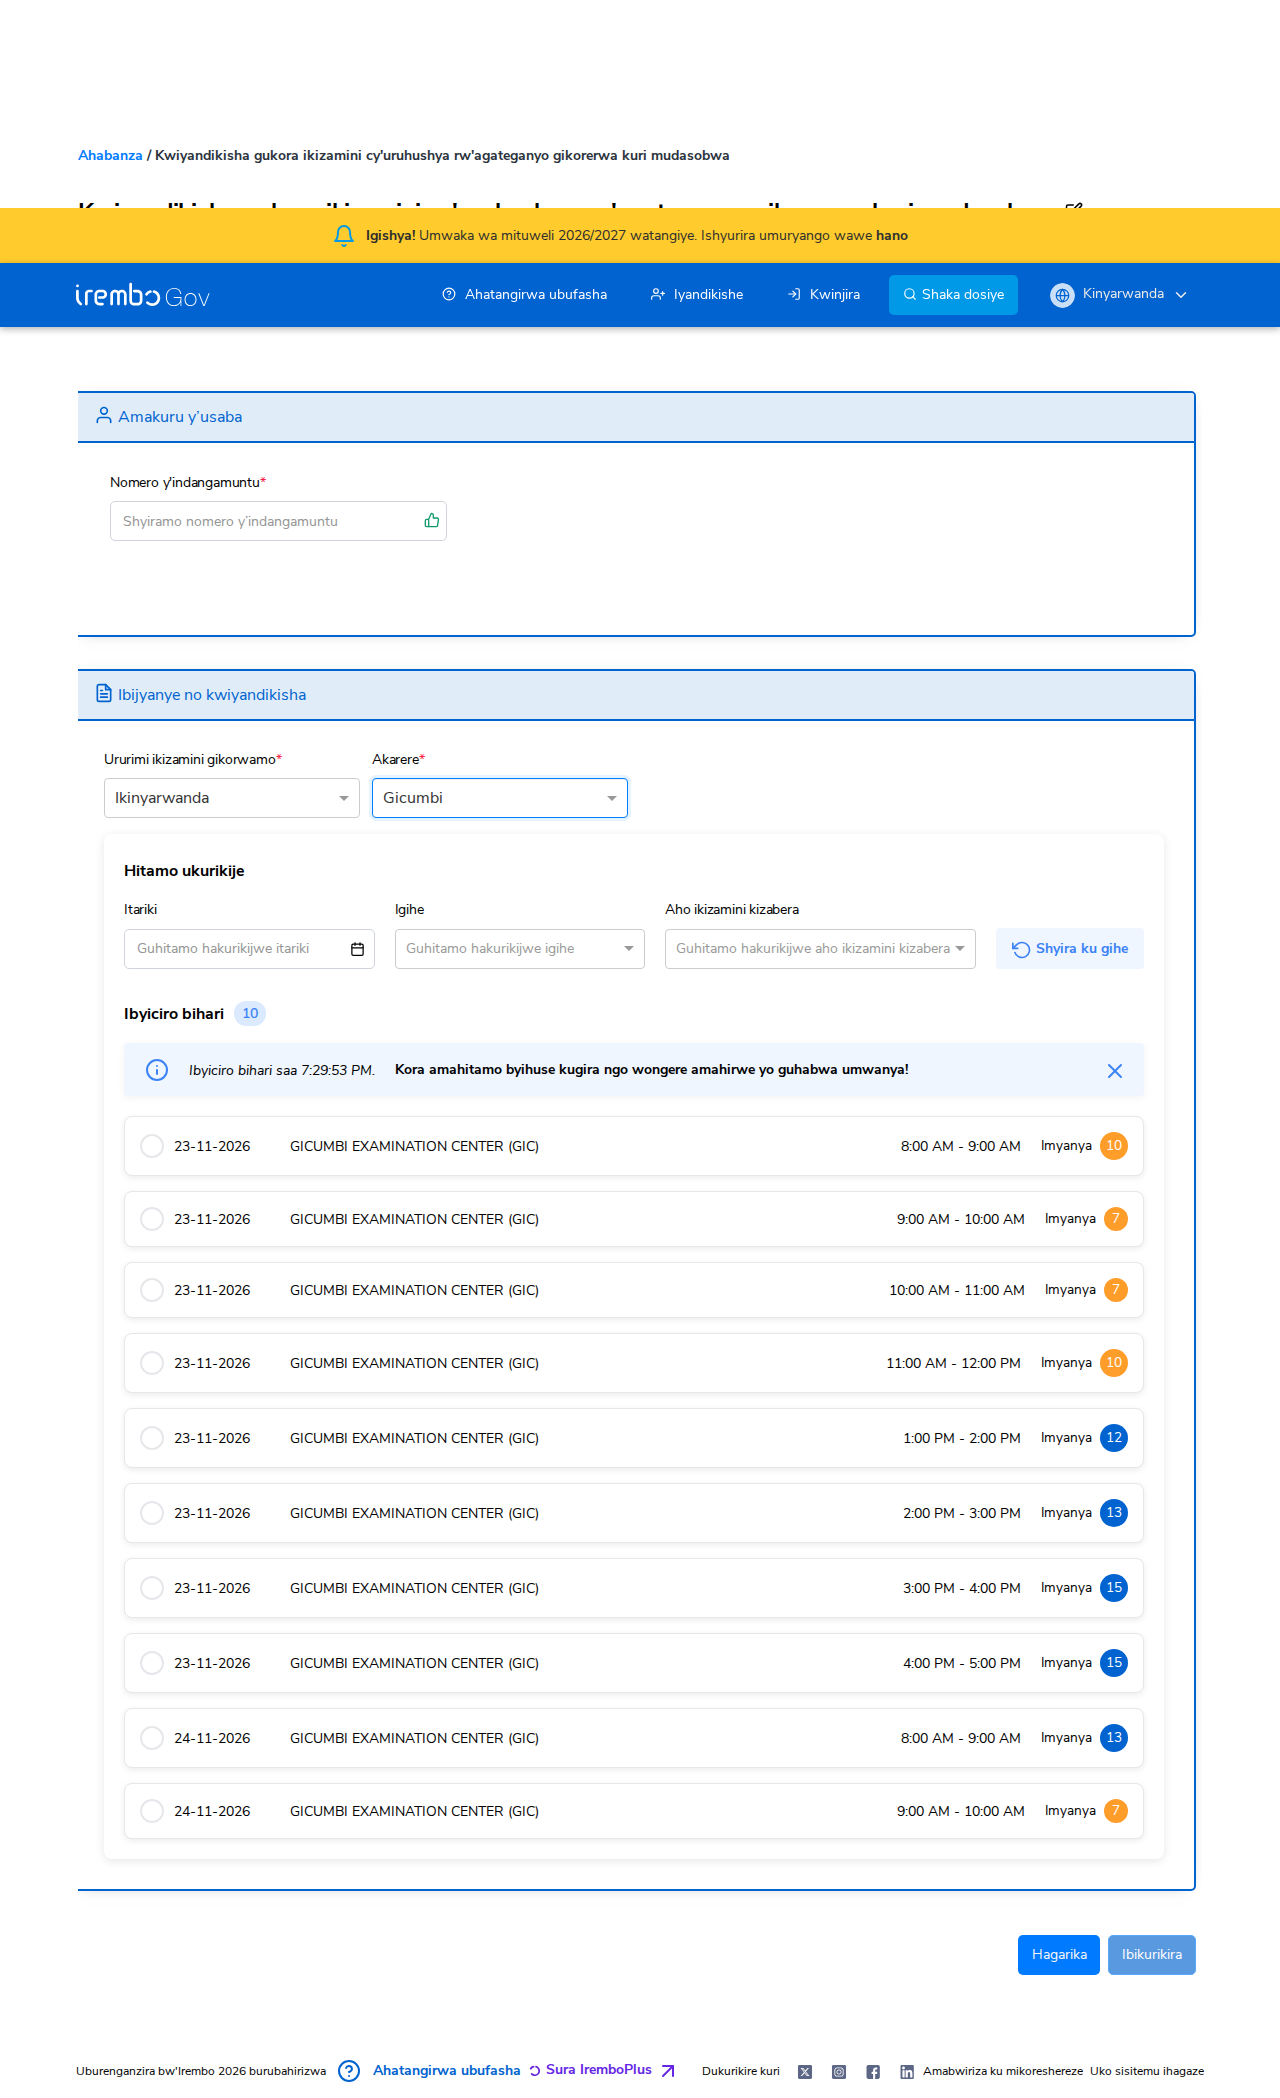 Ahabanza / Kwiyandikisha gukora ikizamini cy'uruhushya rw'agateganyo gikorerwa kuri mudasobwa
Igishya! Umwaka wa mituweli 2026/2027 watangiye. Ishyurira umuryango wawe hano
irembo Gov
Ahatangirwa ubufasha
Iyandikishe
Kwinjira
Shaka dosiye
Kinyarwanda
Amakuru y’usaba
Nomero y'indangamuntu*
Shyiramo nomero y’indangamuntu
Ibijyanye no kwiyandikisha
Ururimi ikizamini gikorwamo* Akarere*
Ikinyarwanda Gicumbi
Hitamo ukurikije
Itariki Igihe Aho ikizamini kizabera
Guhitamo hakurikijwe itariki Guhitamo hakurikijwe igihe Guhitamo hakurikijwe aho ikizamini kizabera Shyira ku gihe
Ibyiciro bihari 10
Ibyiciro bihari saa 7:29:53 PM. Kora amahitamo byihuse kugira ngo wongere amahirwe yo guhabwa umwanya!
23-11-2026 GICUMBI EXAMINATION CENTER (GIC) 8:00 AM - 9:00 AM Imyanya 10
23-11-2026 GICUMBI EXAMINATION CENTER (GIC) 9:00 AM - 10:00 AM Imyanya 7
23-11-2026 GICUMBI EXAMINATION CENTER (GIC) 10:00 AM - 11:00 AM Imyanya 7
23-11-2026 GICUMBI EXAMINATION CENTER (GIC) 11:00 AM - 12:00 PM Imyanya 10
23-11-2026 GICUMBI EXAMINATION CENTER (GIC) 1:00 PM - 2:00 PM Imyanya 12
23-11-2026 GICUMBI EXAMINATION CENTER (GIC) 2:00 PM - 3:00 PM Imyanya 13
23-11-2026 GICUMBI EXAMINATION CENTER (GIC) 3:00 PM - 4:00 PM Imyanya 15
23-11-2026 GICUMBI EXAMINATION CENTER (GIC) 4:00 PM - 5:00 PM Imyanya 15
24-11-2026 GICUMBI EXAMINATION CENTER (GIC) 8:00 AM - 9:00 AM Imyanya 13
24-11-2026 GICUMBI EXAMINATION CENTER (GIC) 9:00 AM - 10:00 AM Imyanya 7
Hagarika Ibikurikira
Uburenganzira bw'Irembo 2026 burubahirizwa Ahatangirwa ubufasha Sura IremboPlus Dukurikire kuri Amabwiriza ku mikoreshereze Uko sisitemu ihagaze